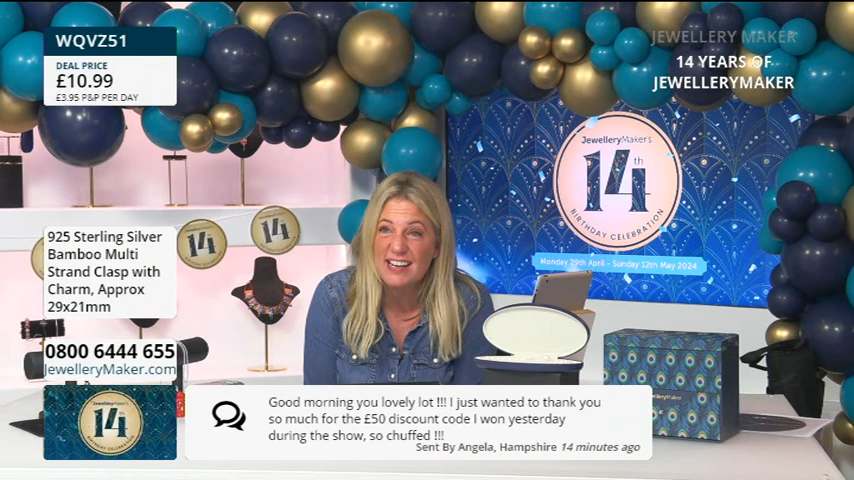 WQVZ51
DEAL PRICE
£10.99
£3.95 P&P PER DAY
JEWELLERY MAKER
14 YEARS OF
JEWELLERYMAKER
JewelleryMaker's
14th
BIRTHDAY CELEBRATION
Monday 29th April - Sunday 12th May 2024
14
14
925 Sterling Silver
Bamboo Multi
Strand Clasp with
Charm, Approx
29x21mm
0800 6444 655
JewelleryMaker.com
JewelleryMaker's
14th
BIRTHDAY CELEBRATION
JewelleryMaker
Good morning you lovely lot !!! I just wanted to thank you
so much for the £50 discount code I won yesterday
during the show, so chuffed !!!
Sent By Angela, Hampshire 14 minutes ago